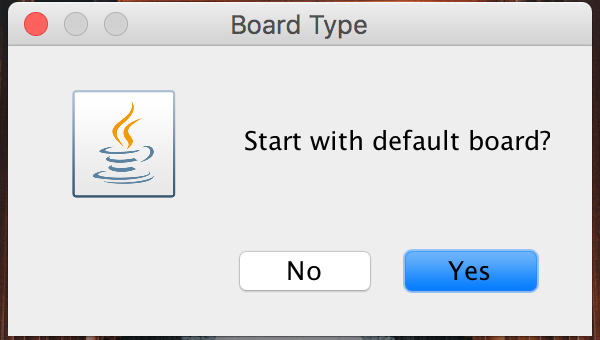 Board Type
Start with default board?
No
Yes